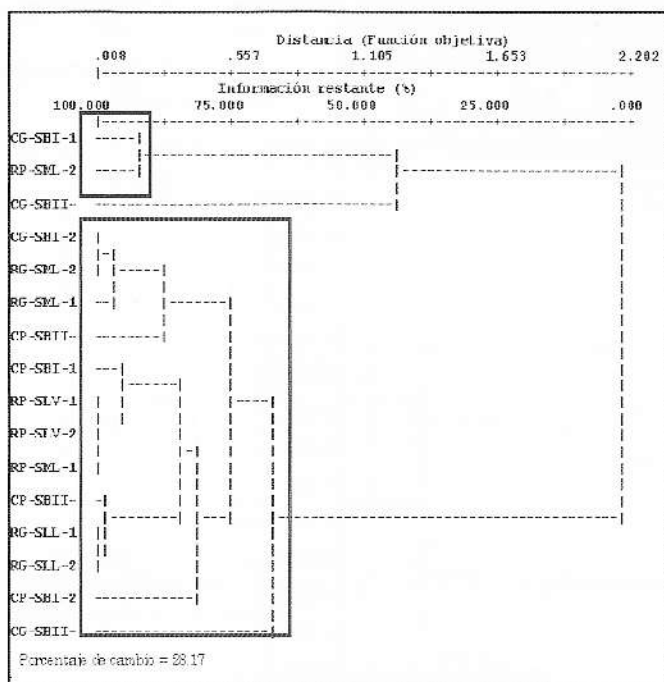 Distancia (Función objetiva)
.008 .557 1.105 1.653 2.202
Información restante (%)
100.000 75.000 50.000 25.000 .000
CG-SBI-1
RP-SML-2
CG-SBII-
CG-SBI-2
RG-SML-2
RG-SML-1
CP-SBII-
CP-SBI-1
RP-SLV-1
RP-SLV-2
RP-SML-1
CP-SBII-
RG-SLL-1
RG-SLL-2
CP-SBI-2
CG-SBII-
Porcentaje de cambio = 28.17